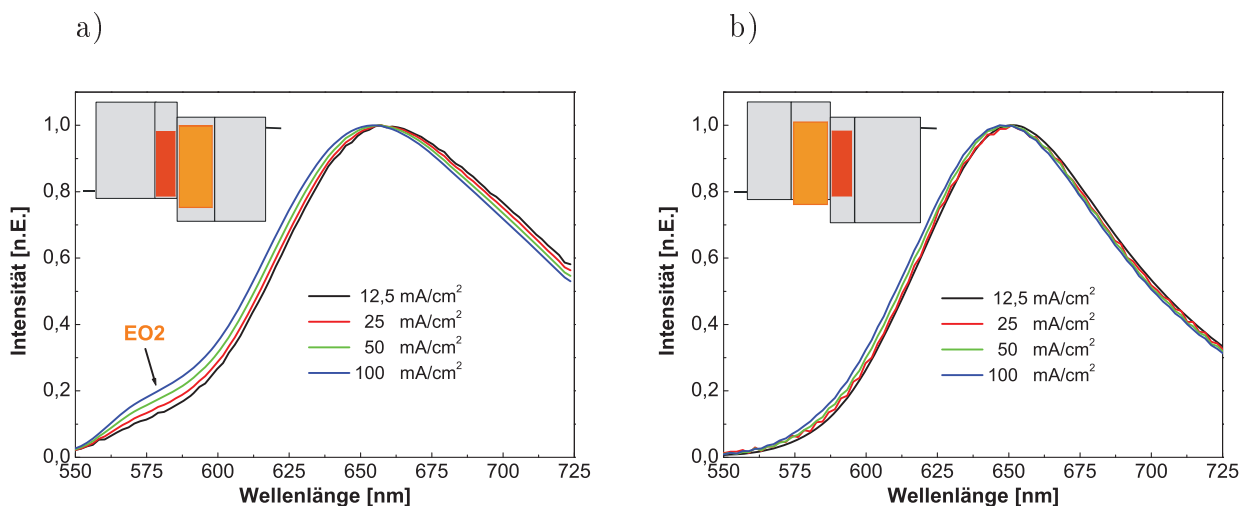 a)
Intensität [n.E.]
1,0
0,8
0,6
0,4
0,2
0,0
EO2
12,5 mA/cm²
25 mA/cm²
50 mA/cm²
100 mA/cm²
550 575 600 625 650 675 700 725
Wellenlänge [nm]
b)
Intensität [n.E.]
1,0
0,8
0,6
0,4
0,2
0,0
12,5 mA/cm²
25 mA/cm²
50 mA/cm²
100 mA/cm²
550 575 600 625 650 675 700 725
Wellenlänge [nm]